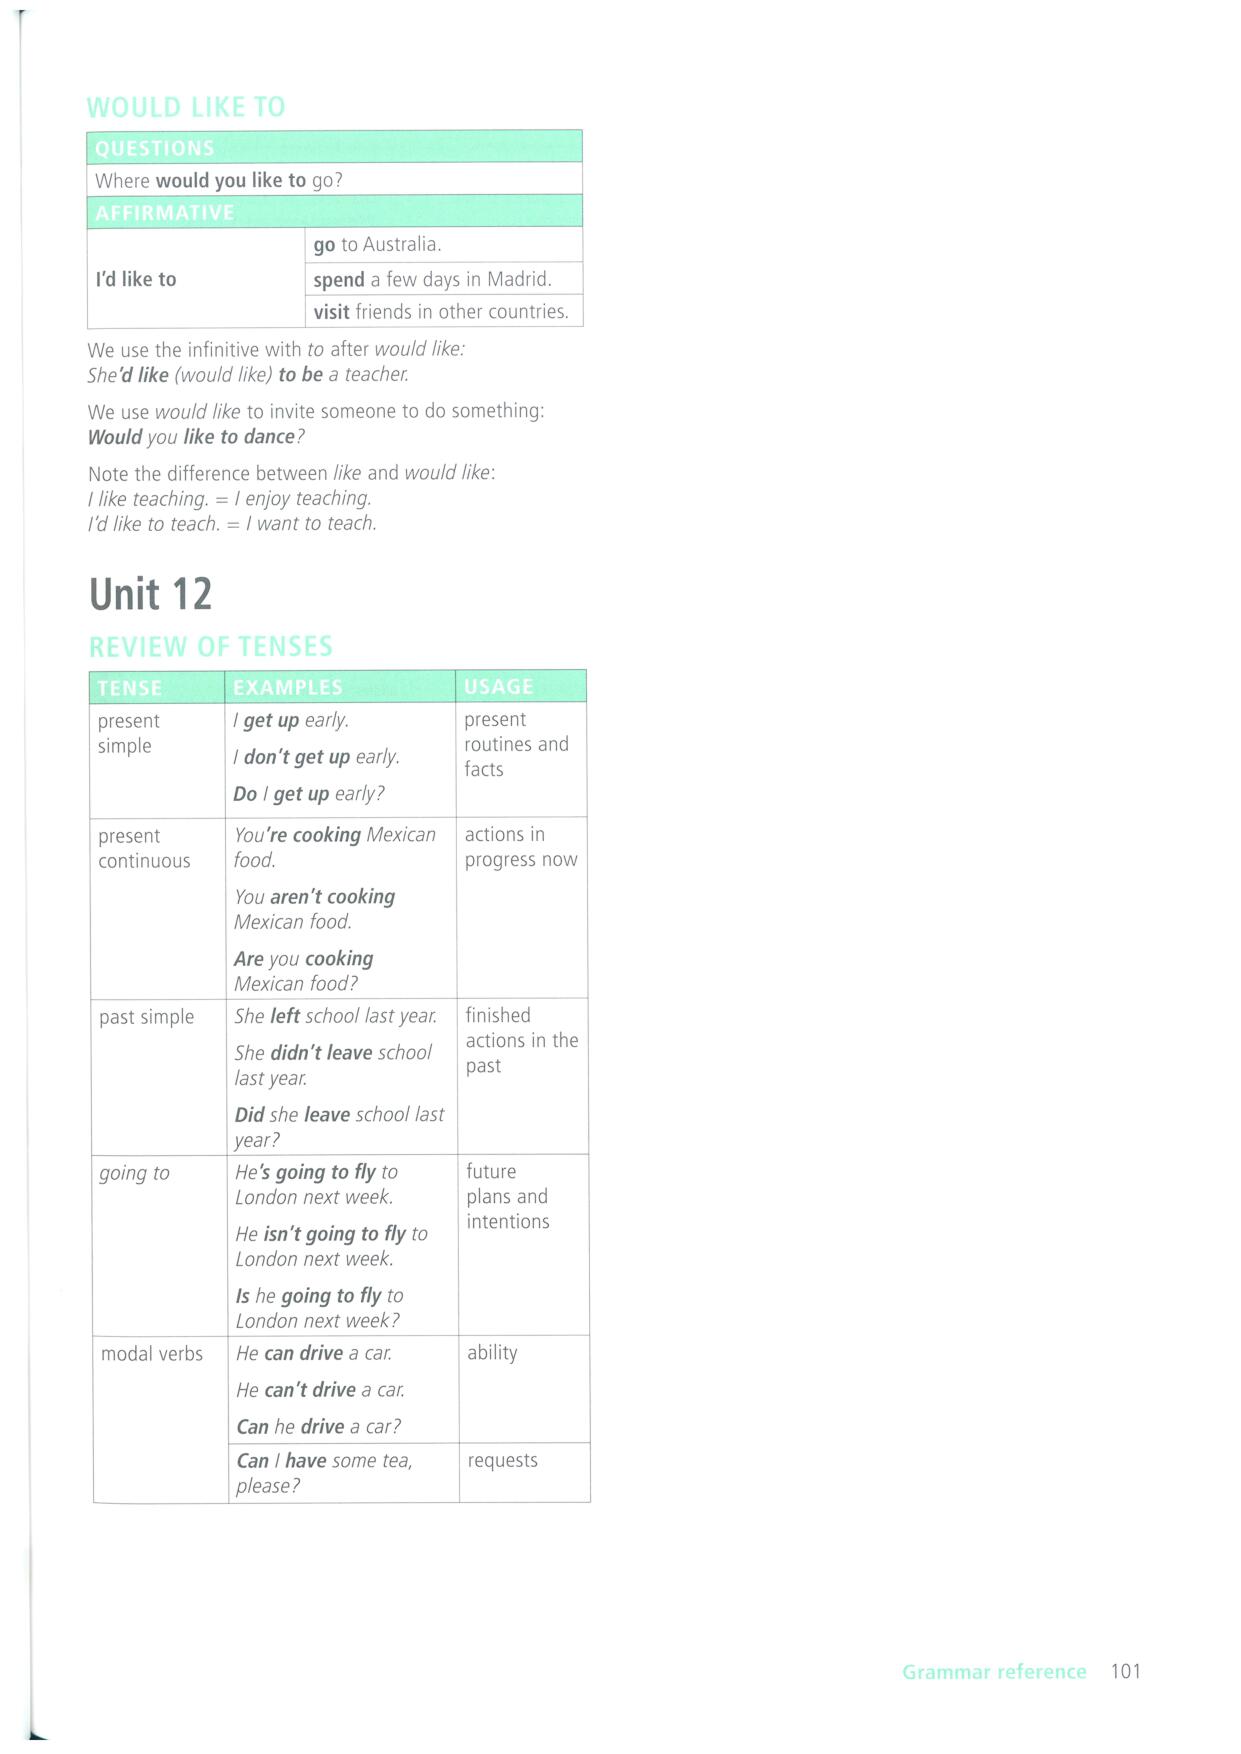 WOULD LIKE TO
QUESTIONS
Where would you like to go?
AFFIRMATIVE
I'd like to
go to Australia.
spend a few days in Madrid.
visit friends in other countries.
We use the infinitive with to after would like:
She'd like (would like) to be a teacher.
We use would like to invite someone to do something:
Would you like to dance?
Note the difference between like and would like:
I like teaching. = I enjoy teaching.
I'd like to teach. = I want to teach.
Unit 12
REVIEW OF TENSES
TENSE EXAMPLES USAGE
present
simple
I get up early.
I don't get up early.
Do I get up early?
present
routines and
facts
present
continuous
You're cooking Mexican
food.
You aren't cooking
Mexican food.
Are you cooking
Mexican food?
actions in
progress now
past simple
She left school last year.
She didn't leave school
last year.
Did she leave school last
year?
finished
actions in the
past
going to
He's going to fly to
London next week.
He isn't going to fly to
London next week.
Is he going to fly to
London next week?
future
plans and
intentions
modal verbs
He can drive a car.
He can't drive a car.
Can he drive a car?
ability
Can I have some tea,
please?
requests
Grammar reference 101